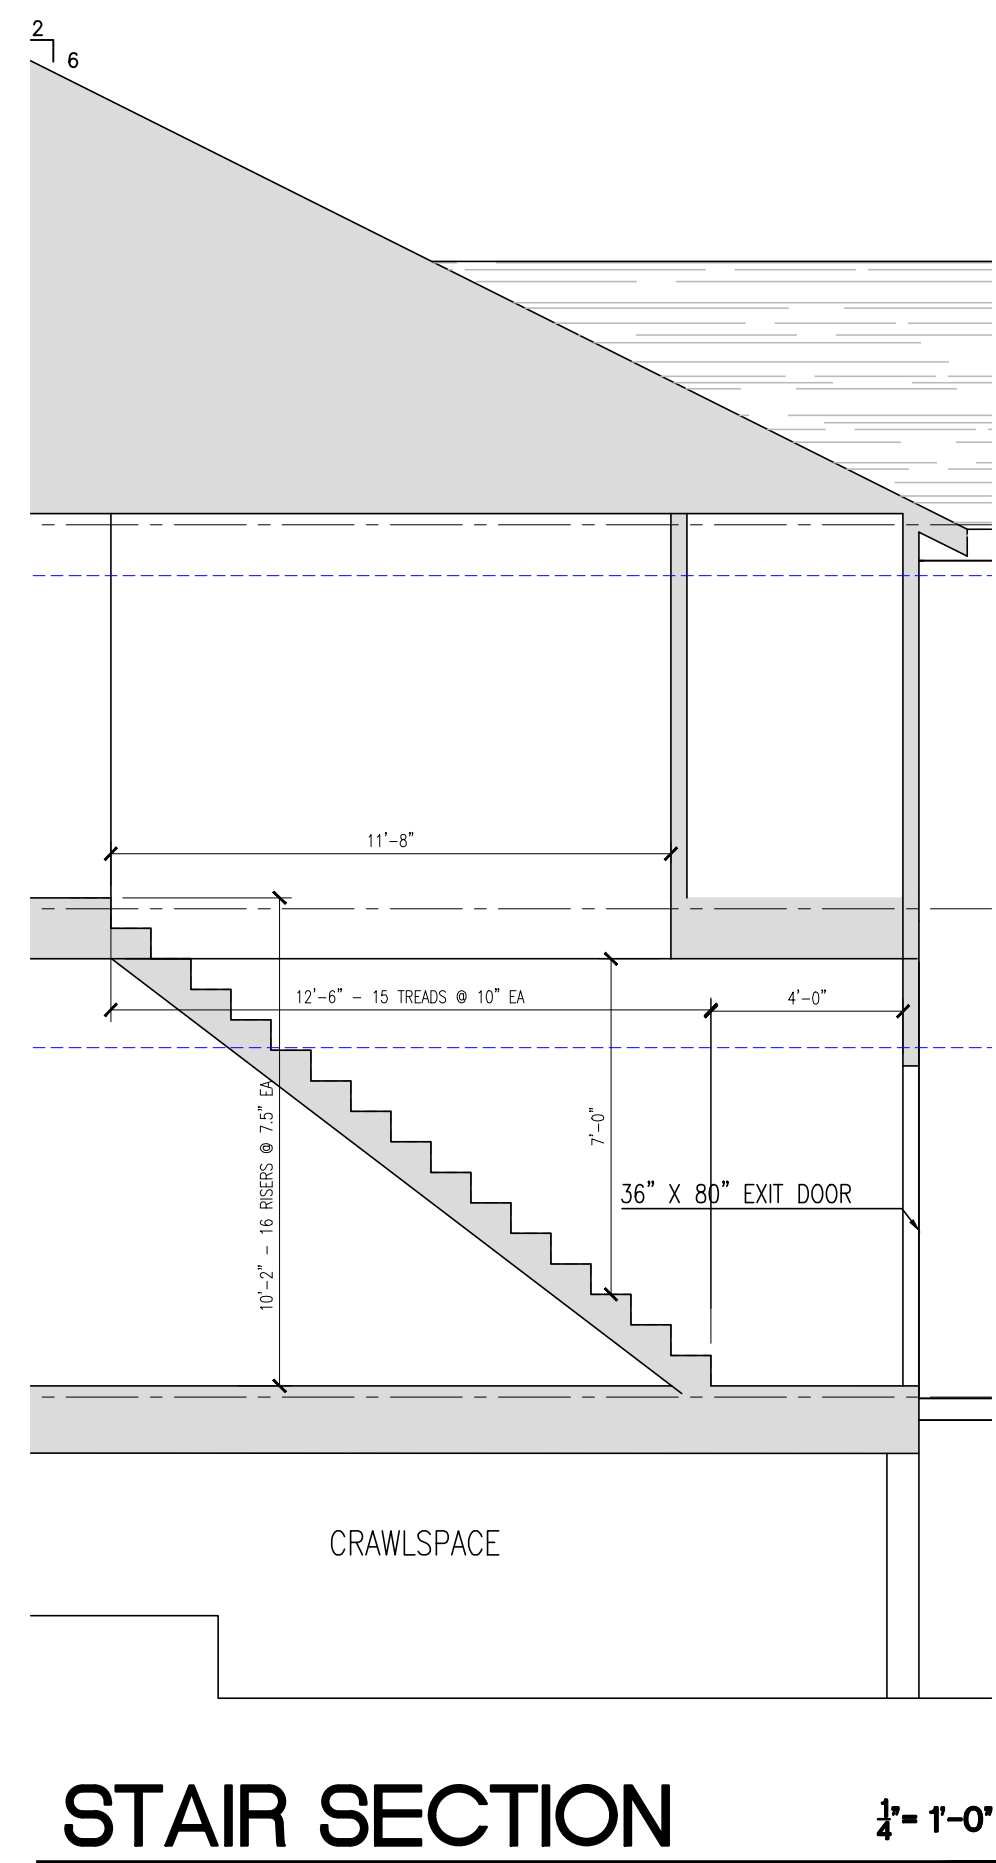 2
6
11'-8"
12'-6" - 15 TREADS @ 10" EA
4'-0"
10'-2" - 16 RISERS @ 7.5" EA
7'-0"
36" X 80" EXIT DOOR
CRAWLSPACE
STAIR SECTION
1/4"= 1'-0"